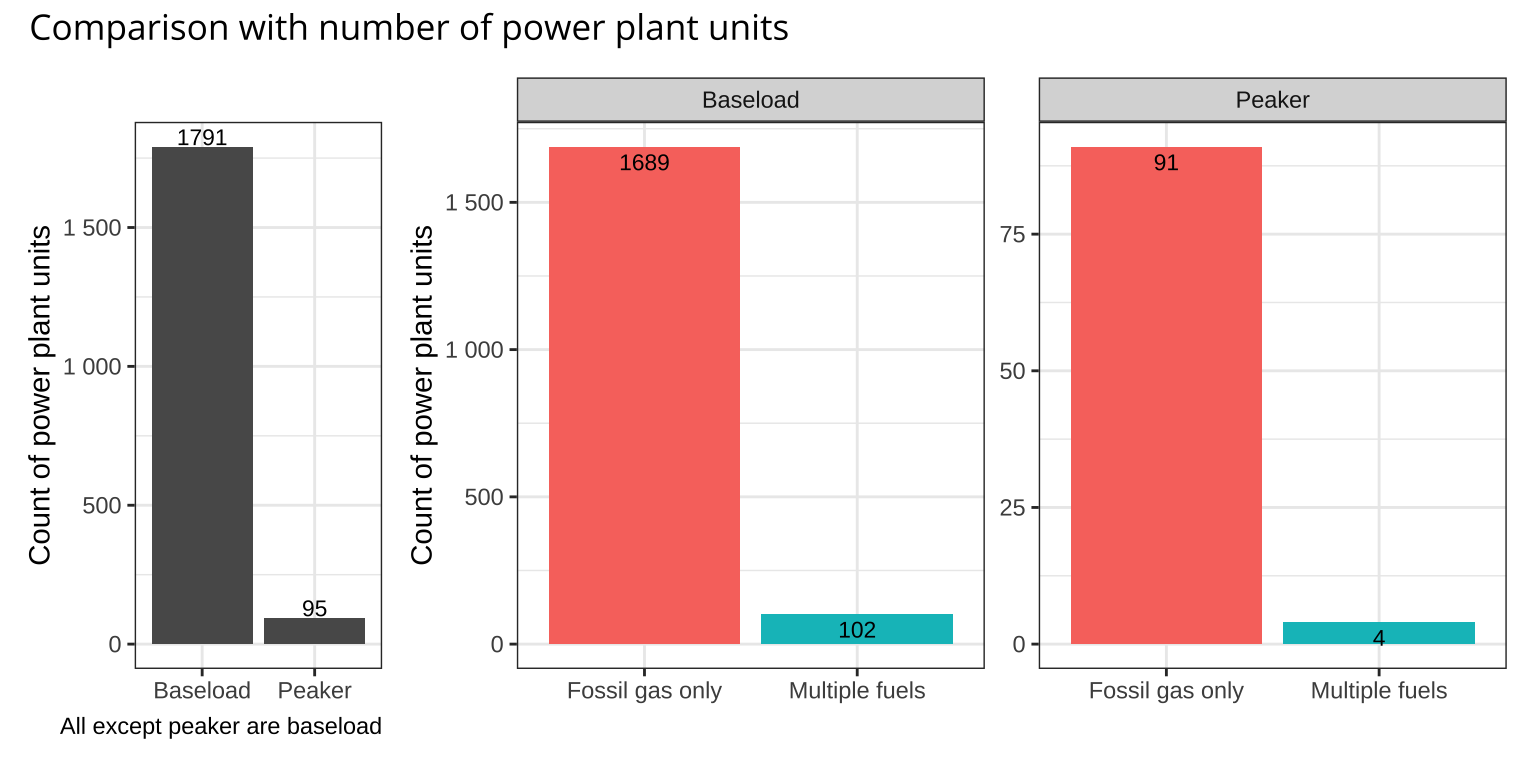 Comparison with number of power plant units
Count of power plant units
1 500
1 000
500
0
1791
95
Baseload
Peaker
All except peaker are baseload
Count of power plant units
1 500
1 000
500
0
Baseload
1689
102
Fossil gas only
Multiple fuels
75
50
25
0
Peaker
91
4
Fossil gas only
Multiple fuels